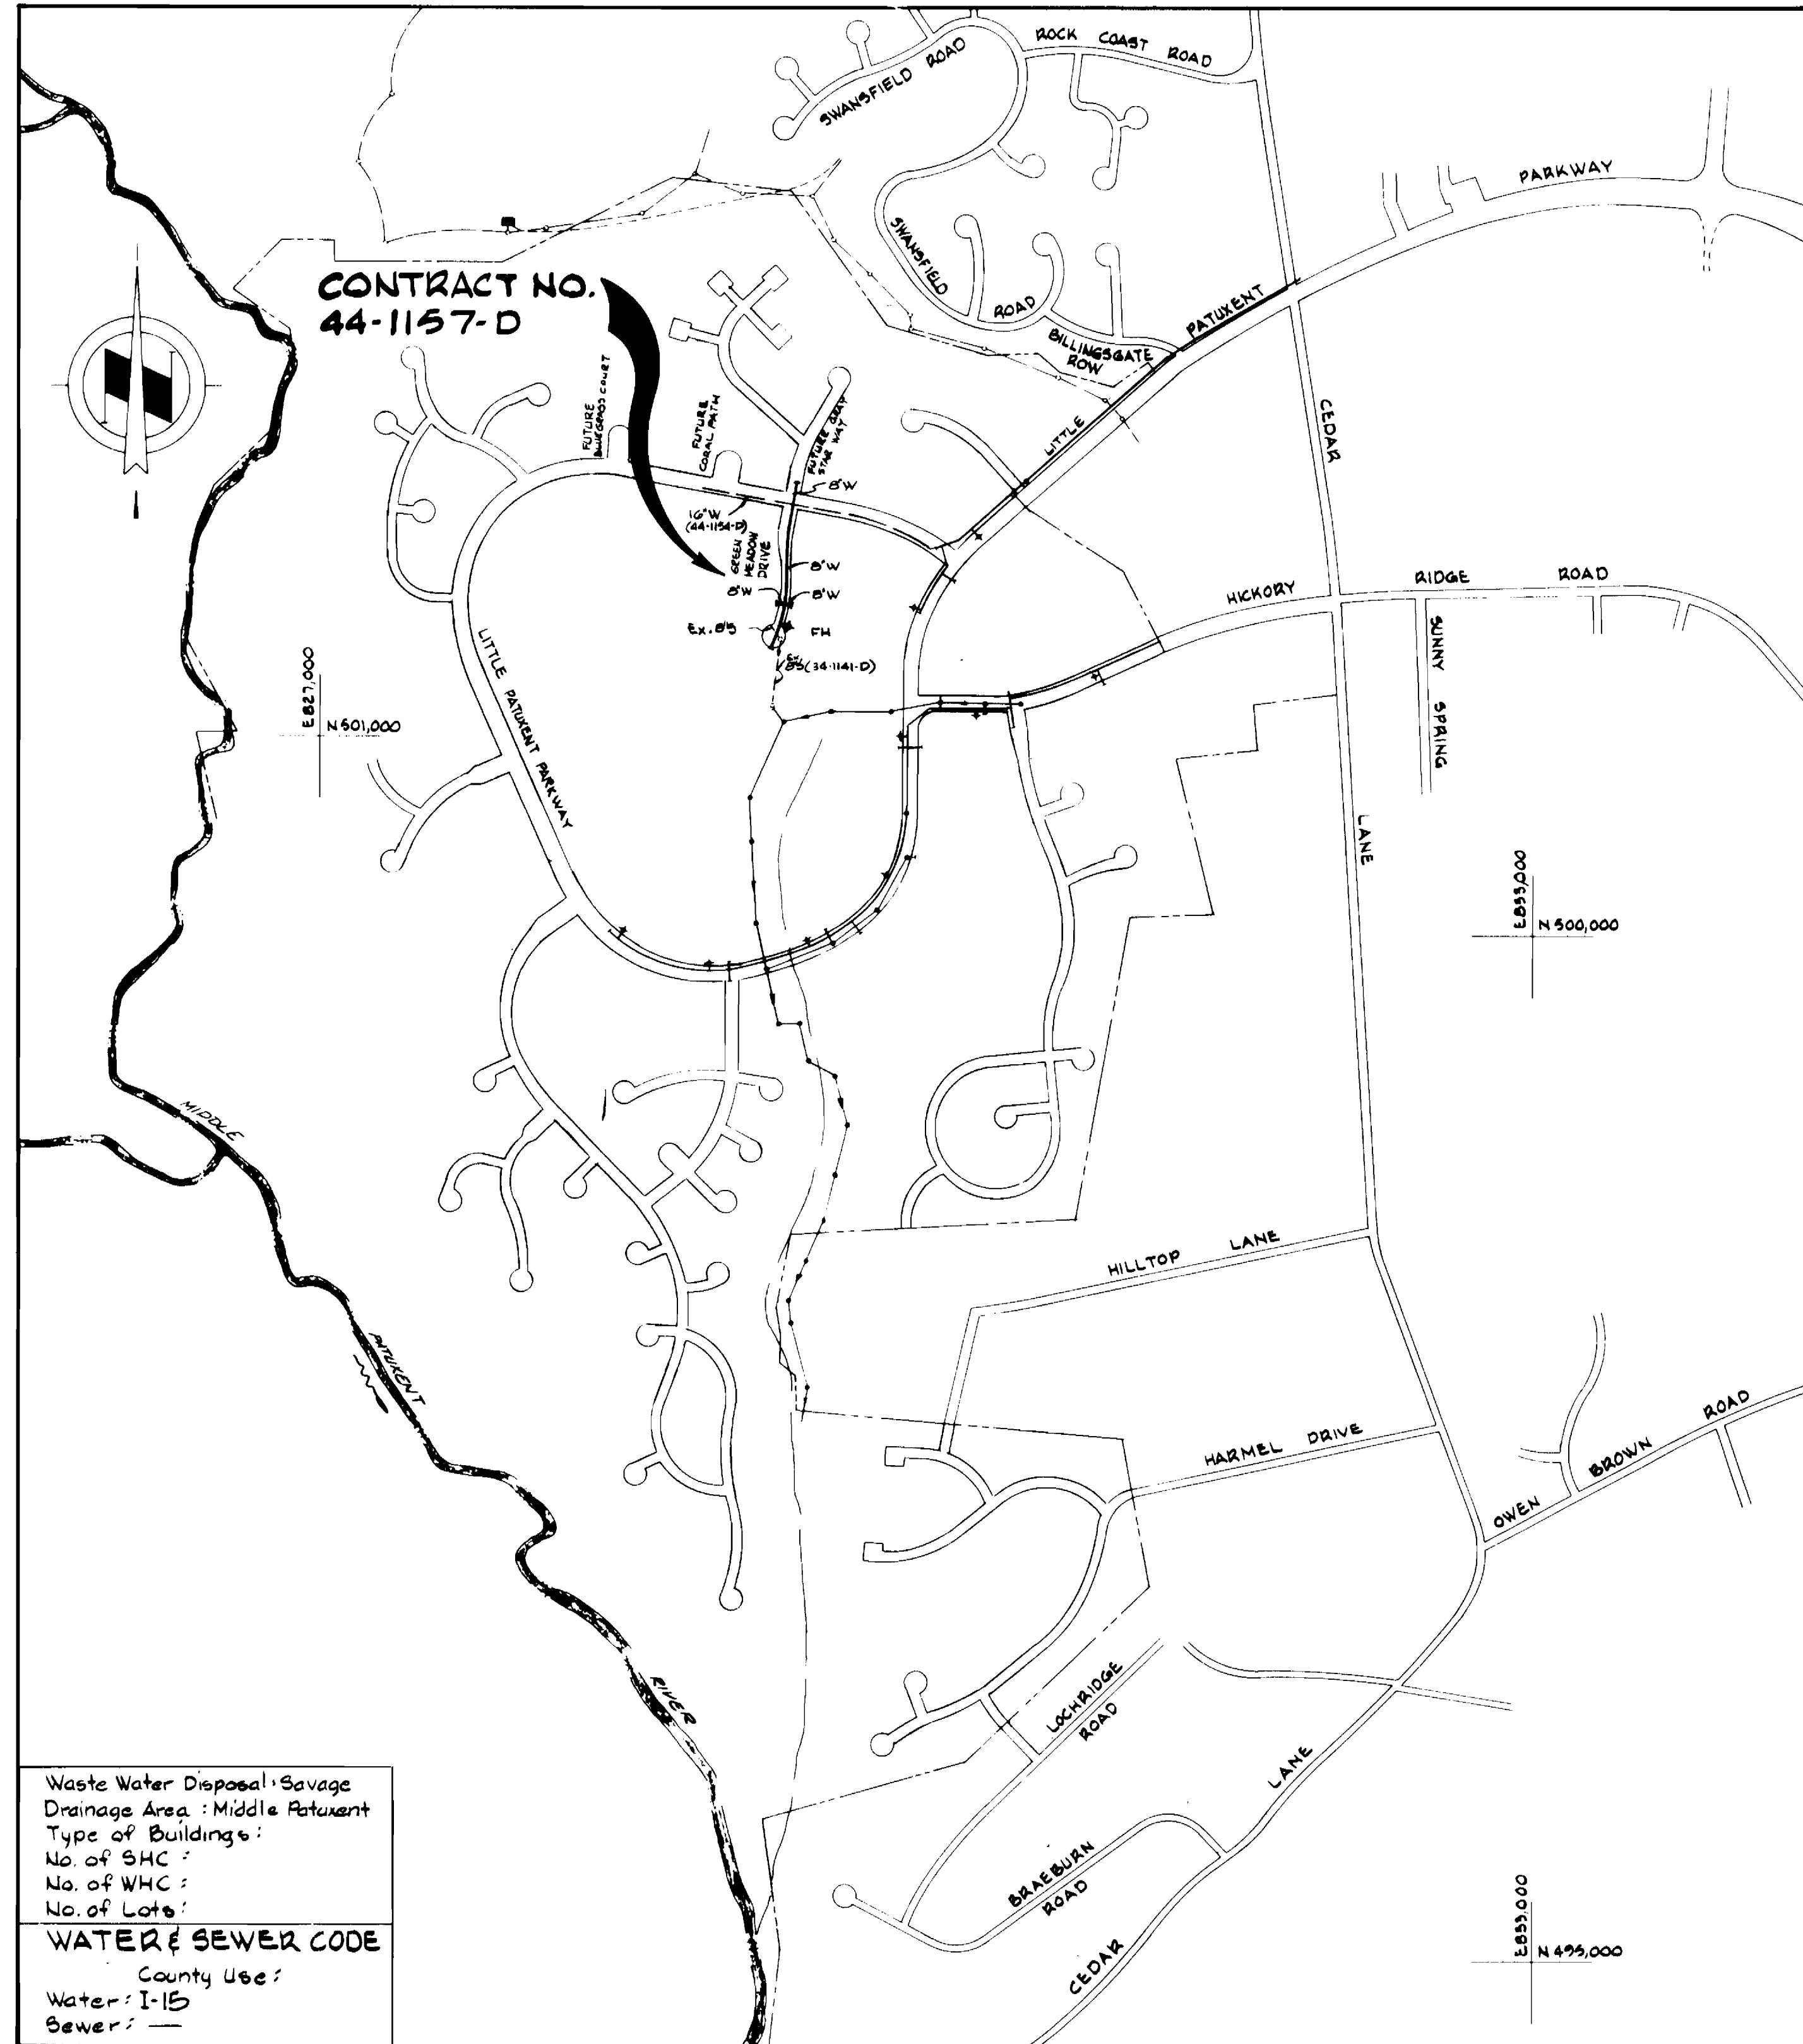 ROCK COAST ROAD
SWANSFIELD ROAD
PARKWAY
CONTRACT NO.
44-1157-D
SWANSFIELD
ROAD
BILLINGSGATE
ROW
LITTLE PATUXENT
CEDAR
FUTURE
BLUEGRASS COURT
FUTURE
CORAL PATH
FUTURE GRAY
STAR WAY
8"W
16"W
(44-1154-D)
GREEN
MEADOW
DRIVE
8"W
8"W
8"W
Ex. 8"S
FH
Ex.
8"S (34-1141-D)
HICKORY RIDGE ROAD
SUNNY SPRING
E827,000
N501,000
LITTLE PATUXENT PARKWAY
LANE
E833,000
N500,000
MIDDLE
PATUXENT
RIVER
HILLTOP LANE
HARMEL DRIVE
OWEN BROWN ROAD
LOCHRIDGE
ROAD
LANE
BRAEBURN
ROAD
CEDAR
E833,000
N495,000
Waste Water Disposal: Savage
Drainage Area : Middle Patuxent
Type of Buildings:
No. of SHC :
No. of WHC :
No. of Lots:
WATER & SEWER CODE
County Use:
Water: I-15
Sewer: —